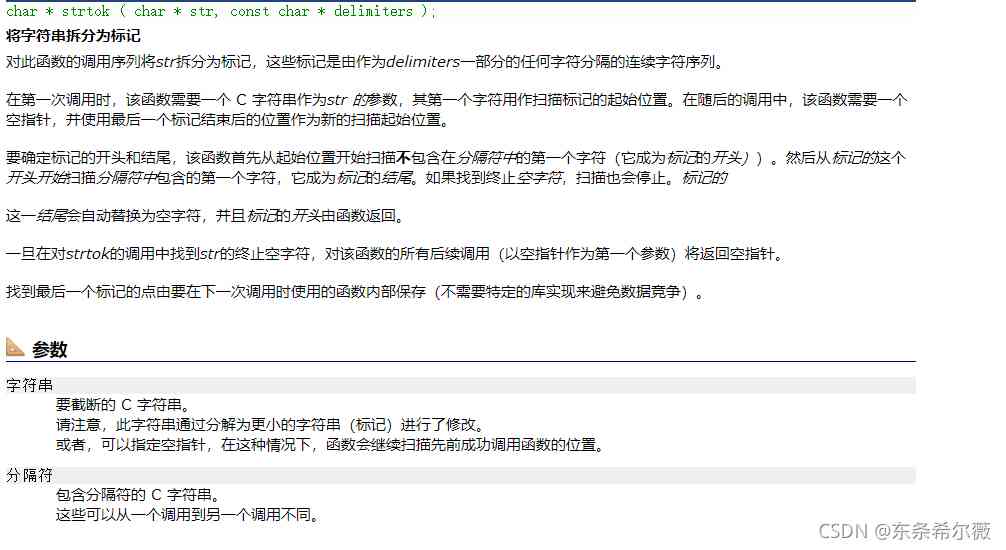 char * strtok ( char * str, const char * delimiters );
将字符串拆分为标记
对此函数的调用序列将str拆分为标记，这些标记是由作为delimiters一部分的任何字符分隔的连续字符序列。
在第一次调用时，该函数需要一个 C 字符串作为str 的参数，其第一个字符用作扫描标记的起始位置。在随后的调用中，该函数需要一个
空指针，并使用最后一个标记结束后的位置作为新的扫描起始位置。
要确定标记的开头和结尾，该函数首先从起始位置开始扫描不包含在分隔符中的第一个字符（它成为标记的开头））。然后从标记的这个
开头开始扫描分隔符中包含的第一个字符，它成为标记的结尾。如果找到终止空字符，扫描也会停止。标记的
这一结尾会自动替换为空字符，并且标记的开头由函数返回。
一旦在对strtok的调用中找到str的终止空字符，对该函数的所有后续调用（以空指针作为第一个参数）将返回空指针。
找到最后一个标记的点由要在下一次调用时使用的函数内部保存（不需要特定的库实现来避免数据竞争）。
参数
字符串
要截断的 C 字符串。
请注意，此字符串通过分解为更小的字符串（标记）进行了修改。
或者，可以指定空指针，在这种情况下，函数会继续扫描先前成功调用函数的位置。
分隔符
包含分隔符的 C 字符串。
这些可以从一个调用到另一个调用不同。
CSDN @东条希尔薇